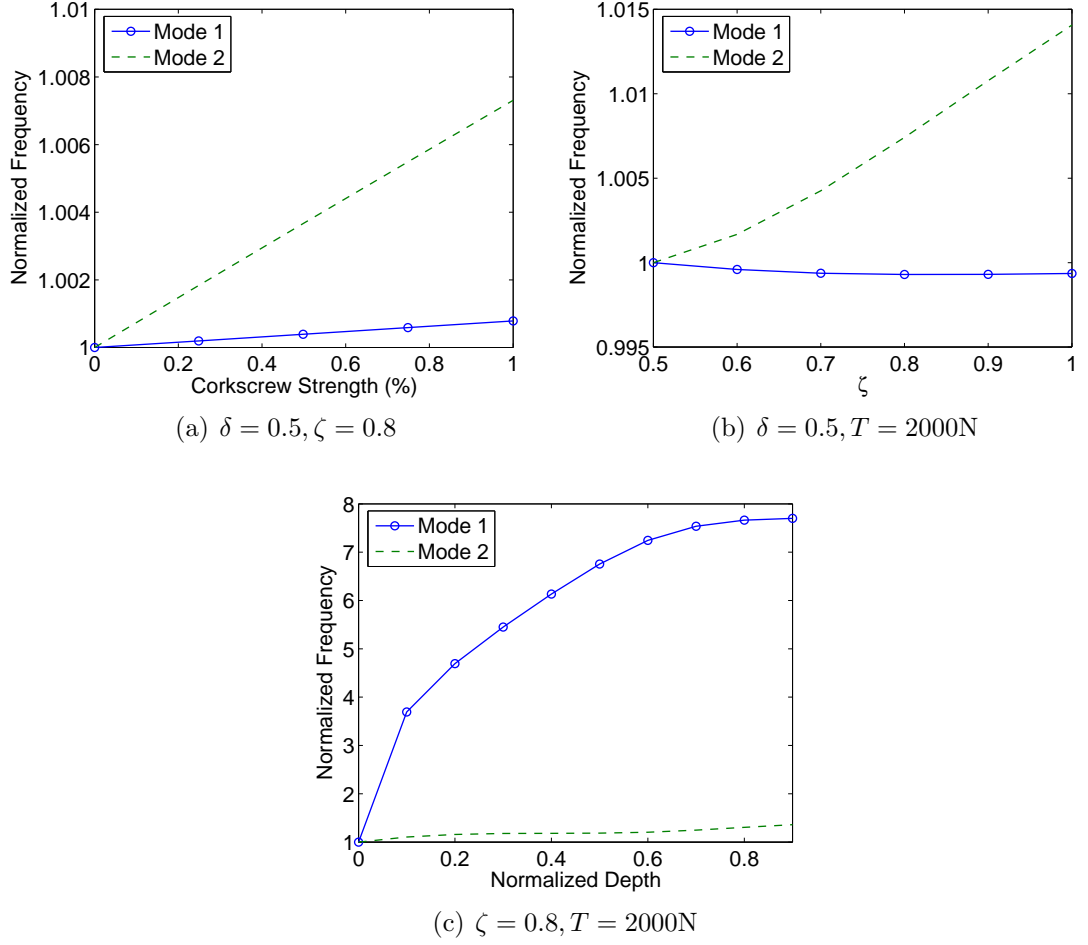 1.01
1.008
1.006
1.004
1.002
1
Normalized Frequency
Mode 1
Mode 2
0 0.2 0.4 0.6 0.8 1
Corkscrew Strength (%)
(a) δ = 0.5, ζ = 0.8
1.015
1.01
1.005
1
0.995
Normalized Frequency
Mode 1
Mode 2
0.5 0.6 0.7 0.8 0.9 1
ζ
(b) δ = 0.5, T = 2000N
8
7
6
5
4
3
2
1
Normalized Frequency
Mode 1
Mode 2
0 0.2 0.4 0.6 0.8
Normalized Depth
(c) ζ = 0.8, T = 2000N